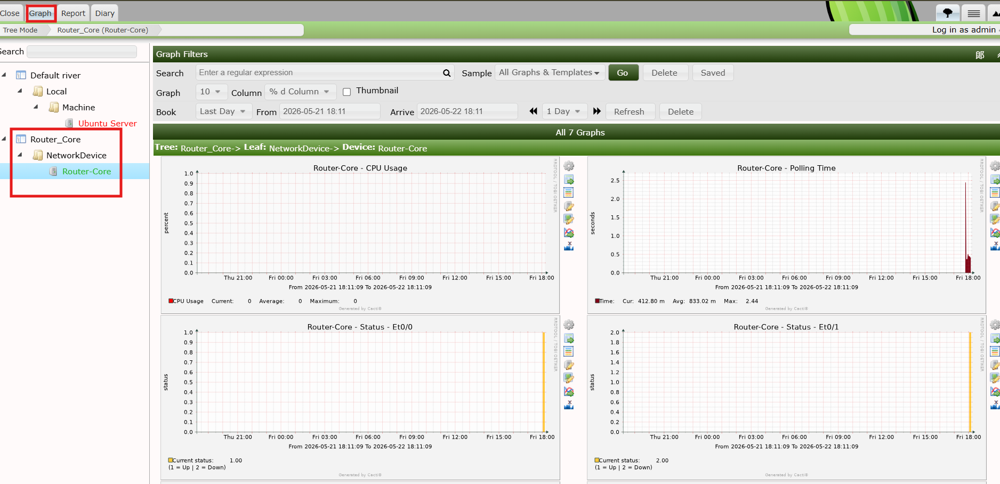 Close Graph Report Diary
Tree Mode Router_Core (Router-Core) Log in as admin
Search
Default river
Local
Machine
Ubuntu Server
Router_Core
NetworkDevice
Router-Core
Graph Filters
Search Enter a regular expression Sample All Graphs & Templates Go Delete Saved
Graph 10 Column % d Column Thumbnail
Book Last Day From 2026-05-21 18:11 Arrive 2026-05-22 18:11 1 Day Refresh Delete
All 7 Graphs
Tree: Router_Core-> Leaf: NetworkDevice-> Device: Router-Core
Router-Core - CPU Usage
RRDTOOL / TOBI OETIKER
percent
1.0
0.9
0.8
0.7
0.6
0.5
0.4
0.3
0.2
0.1
0.0
Thu 21:00 Fri 00:00 Fri 03:00 Fri 06:00 Fri 09:00 Fri 12:00 Fri 15:00 Fri 18:00
From 2026-05-21 18:11:09 To 2026-05-22 18:11:09
CPU Usage Current: 0 Average: 0 Maximum: 0
Generated by Cacti®
Router-Core - Polling Time
RRDTOOL / TOBI OETIKER
seconds
2.5
2.0
1.5
1.0
0.5
0.0
Thu 21:00 Fri 00:00 Fri 03:00 Fri 06:00 Fri 09:00 Fri 12:00 Fri 15:00 Fri 18:00
From 2026-05-21 18:11:09 To 2026-05-22 18:11:09
Time: Cur: 412.80 m Avg: 833.02 m Max: 2.44
Generated by Cacti®
Router-Core - Status - Et0/0
RRDTOOL / TOBI OETIKER
status
1.0
0.9
0.8
0.7
0.6
0.5
0.4
0.3
0.2
0.1
0.0
Thu 21:00 Fri 00:00 Fri 03:00 Fri 06:00 Fri 09:00 Fri 12:00 Fri 15:00 Fri 18:00
From 2026-05-21 18:11:09 To 2026-05-22 18:11:09
Current status: 1.00
(1 = Up | 2 = Down)
Generated by Cacti®
Router-Core - Status - Et0/1
RRDTOOL / TOBI OETIKER
status
2.0
1.8
1.6
1.4
1.2
1.0
0.8
0.6
0.4
0.2
0.0
Thu 21:00 Fri 00:00 Fri 03:00 Fri 06:00 Fri 09:00 Fri 12:00 Fri 15:00 Fri 18:00
From 2026-05-21 18:11:09 To 2026-05-22 18:11:09
Current status: 2.00
(1 = Up | 2 = Down)
Generated by Cacti®